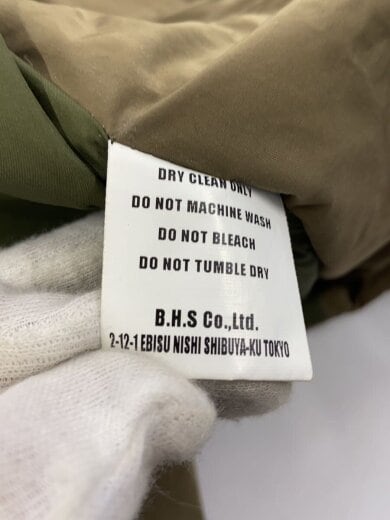 DRY CLEAN ONLY
DO NOT MACHINE WASH
DO NOT BLEACH
DO NOT TUMBLE DRY
B.H.S Co.,Ltd.
2-12-1 EBISU NISHI SHIBUYA-KU TOKYO